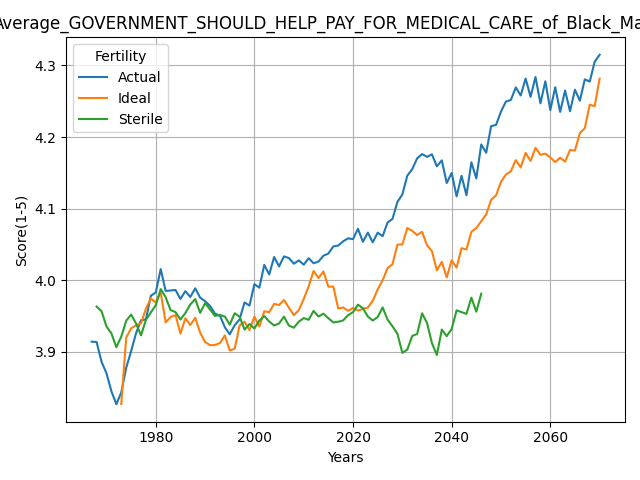 Average_GOVERNMENT_SHOULD_HELP_PAY_FOR_MEDICAL_CARE_of_Black_Ma
Fertility
Actual
Ideal
Sterile
4.3
4.2
4.1
4.0
3.9
Score(1-5)
1980 2000 2020 2040 2060
Years